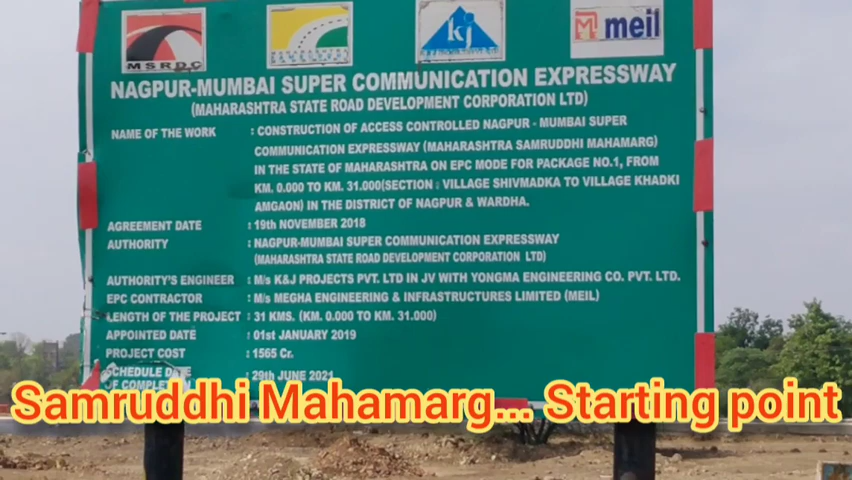 MSRDC
kj
meil
NAGPUR-MUMBAI SUPER COMMUNICATION EXPRESSWAY
(MAHARASHTRA STATE ROAD DEVELOPMENT CORPORATION LTD)
NAME OF THE WORK : CONSTRUCTION OF ACCESS CONTROLLED NAGPUR - MUMBAI SUPER
COMMUNICATION EXPRESSWAY (MAHARASHTRA SAMRUDDHI MAHAMARG)
IN THE STATE OF MAHARASHTRA ON EPC MODE FOR PACKAGE NO.1, FROM
KM. 0.000 TO KM. 31.000(SECTION : VILLAGE SHIVMADKA TO VILLAGE KHADKI
AMGAON) IN THE DISTRICT OF NAGPUR & WARDHA.
AGREEMENT DATE : 19th NOVEMBER 2018
AUTHORITY : NAGPUR-MUMBAI SUPER COMMUNICATION EXPRESSWAY
(MAHARASHTRA STATE ROAD DEVELOPMENT CORPORATION LTD)
AUTHORITY'S ENGINEER : M/s K&J PROJECTS PVT. LTD IN JV WITH YONGMA ENGINEERING CO. PVT. LTD.
EPC CONTRACTOR : M/s MEGHA ENGINEERING & INFRASTRUCTURES LIMITED (MEIL)
LENGTH OF THE PROJECT : 31 KMS. (KM. 0.000 TO KM. 31.000)
APPOINTED DATE : 01st JANUARY 2019
PROJECT COST : 1565 Cr.
SCHEDULE DATE
OF COMPLETION : 29th JUNE 2021
Samruddhi Mahamarg... Starting point